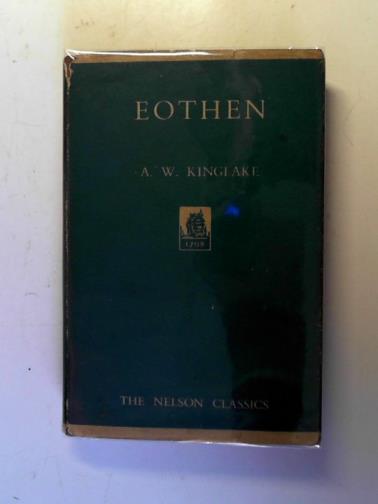 EOTHEN
A. W. KINGLAKE
1798
THE NELSON CLASSICS